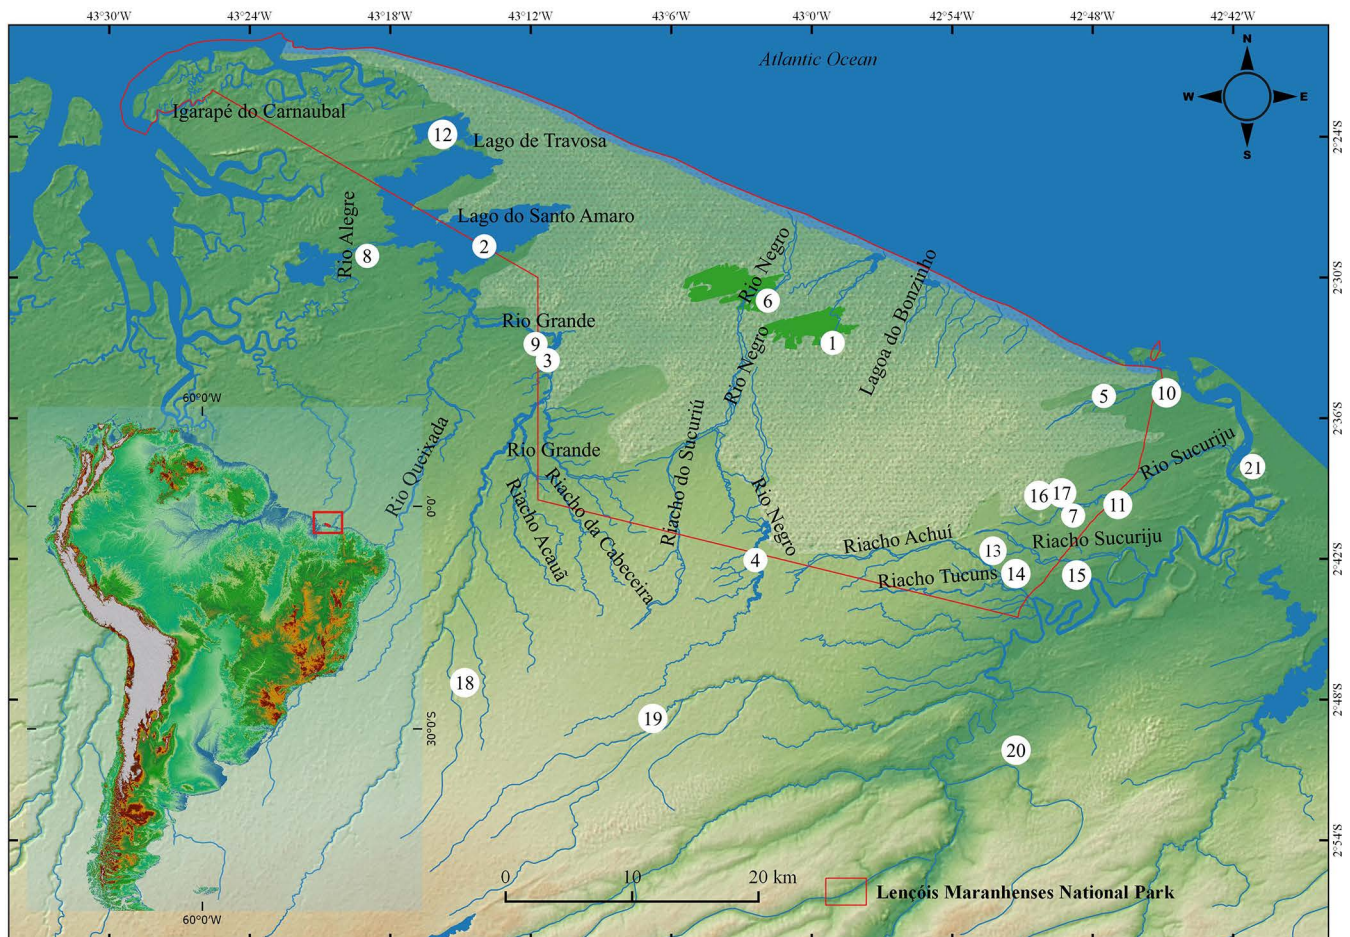 43°30'W
43°24'W
43°18'W
43°12'W
43°6'W
43°0'W
42°54'W
42°48'W
42°42'W
Atlantic Ocean
N
W
E
S
Igarapé do Carnaubal
12
Lago de Travosa
2°24'S
Rio Alegre
Lago do Santo Amaro
8
2
Rio Negro
6
Lagoa do Bonzinho
2°30'S
Rio Grande
9
3
1
Rio Negro
5
10
2°36'S
60°0'W
Rio Queixada
Rio Grande
Riacho do Sucuriú
Rio Sucuriju
21
Riacho Acauã
Riacho da Cabeceira
Rio Negro
16
17
7
11
0°0'
4
Riacho Achuí
13
Riacho Sucuriju
2°42'S
Riacho Tucuns
14
15
18
19
30°0'S
2°48'S
20
2°54'S
0
10
20 km
Lençóis Maranhenses National Park
60°0'W